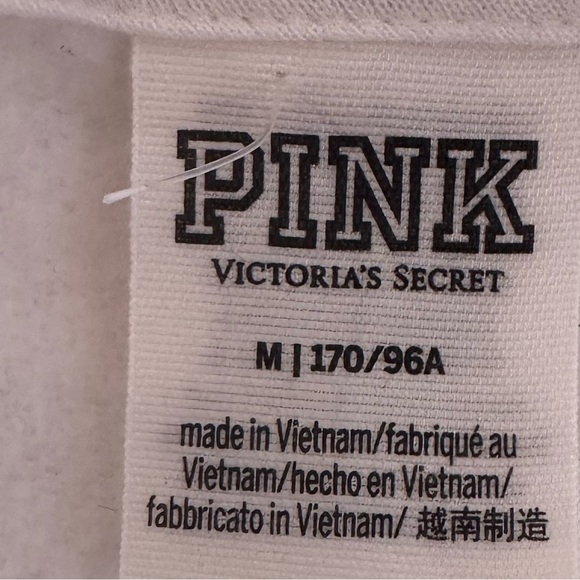 PINK
VICTORIA'S SECRET
M | 170/96A
made in Vietnam/fabriqué au
Vietnam/hecho en Vietnam/
fabbricato in Vietnam/ 越南制造